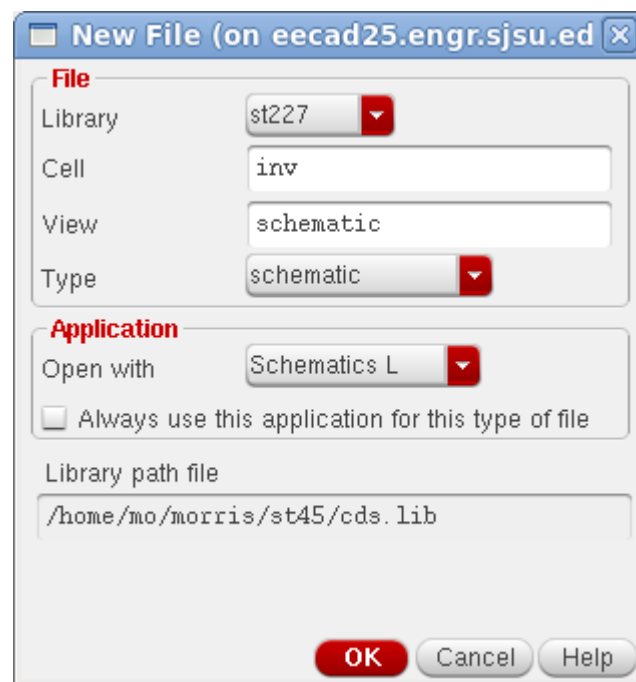 New File (on eecad25.engr.sjsu.ed
File
Library st227
Cell inv
View schematic
Type schematic
Application
Open with Schematics L
Always use this application for this type of file
Library path file
/home/mo/morris/st45/cds.lib
OK Cancel Help